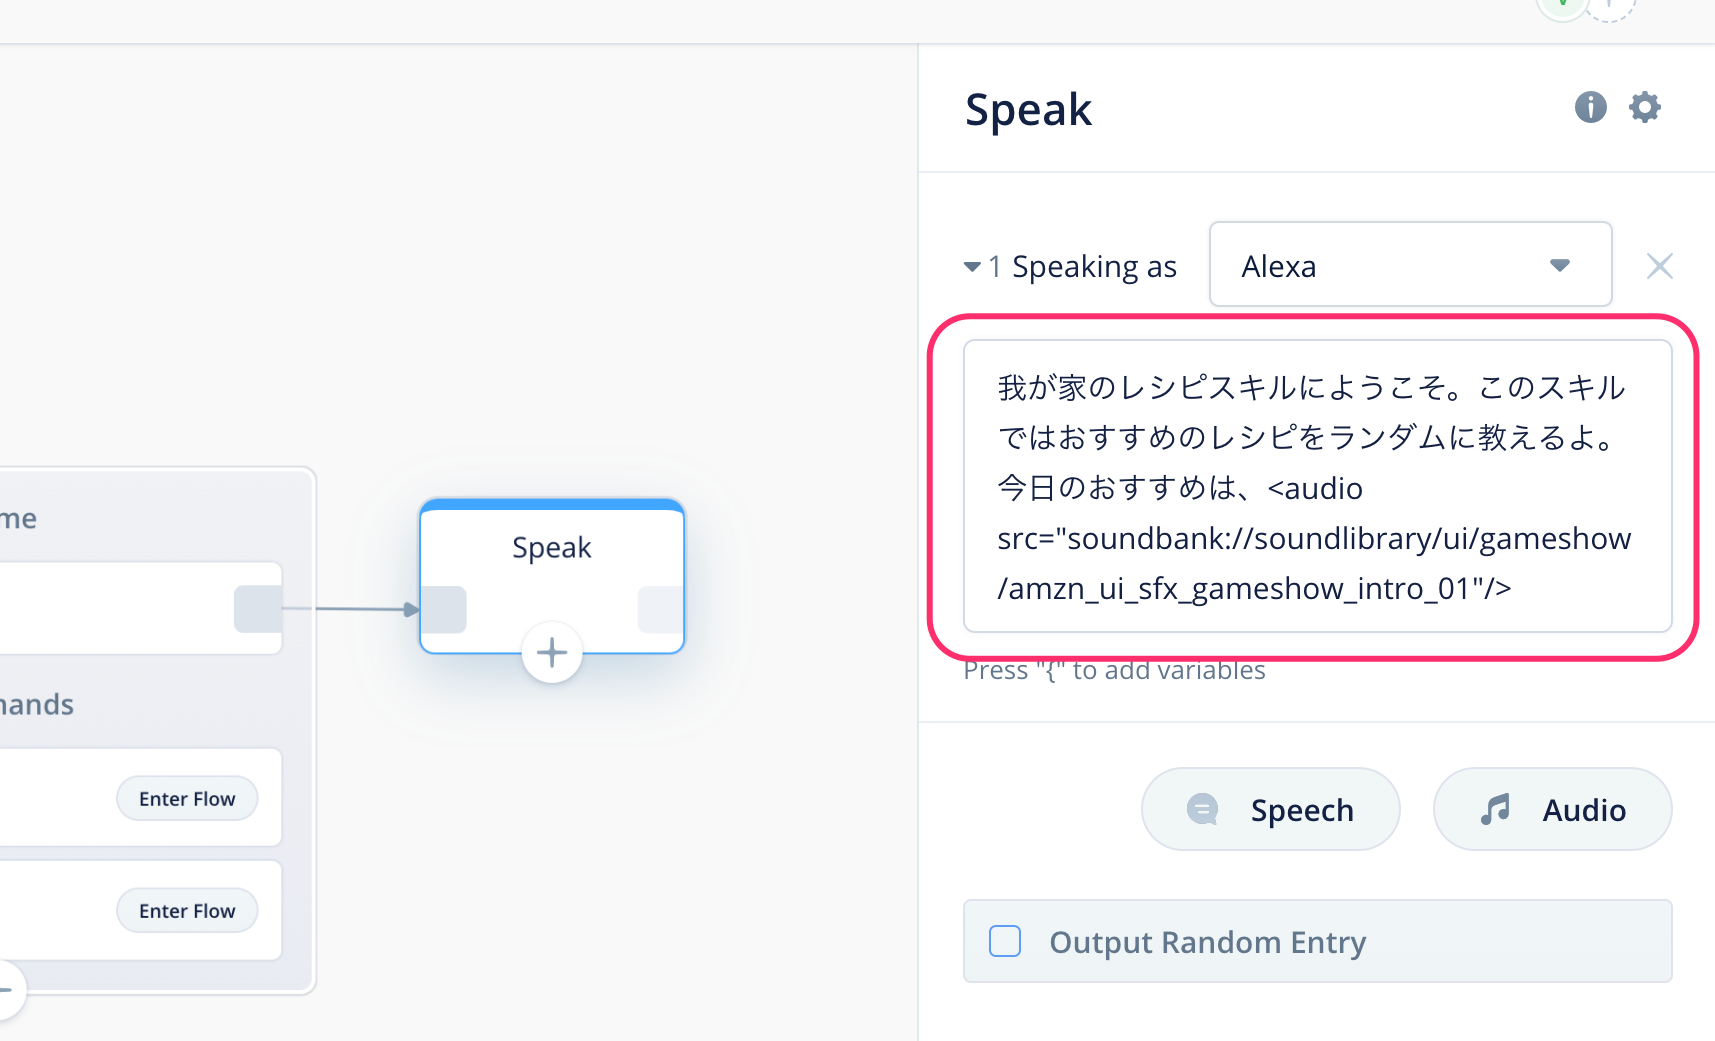 Speak
1 Speaking as
Alexa
我が家のレシピスキルにようこそ。このスキル
ではおすすめのレシピをランダムに教えるよ。
今日のおすすめは、<audio
src="soundbank://soundlibrary/ui/gameshow
/amzn_ui_sfx_gameshow_intro_01"/>
Press "{" to add variables
Speech
Audio
Output Random Entry
me
Speak
mands
Enter Flow
Enter Flow